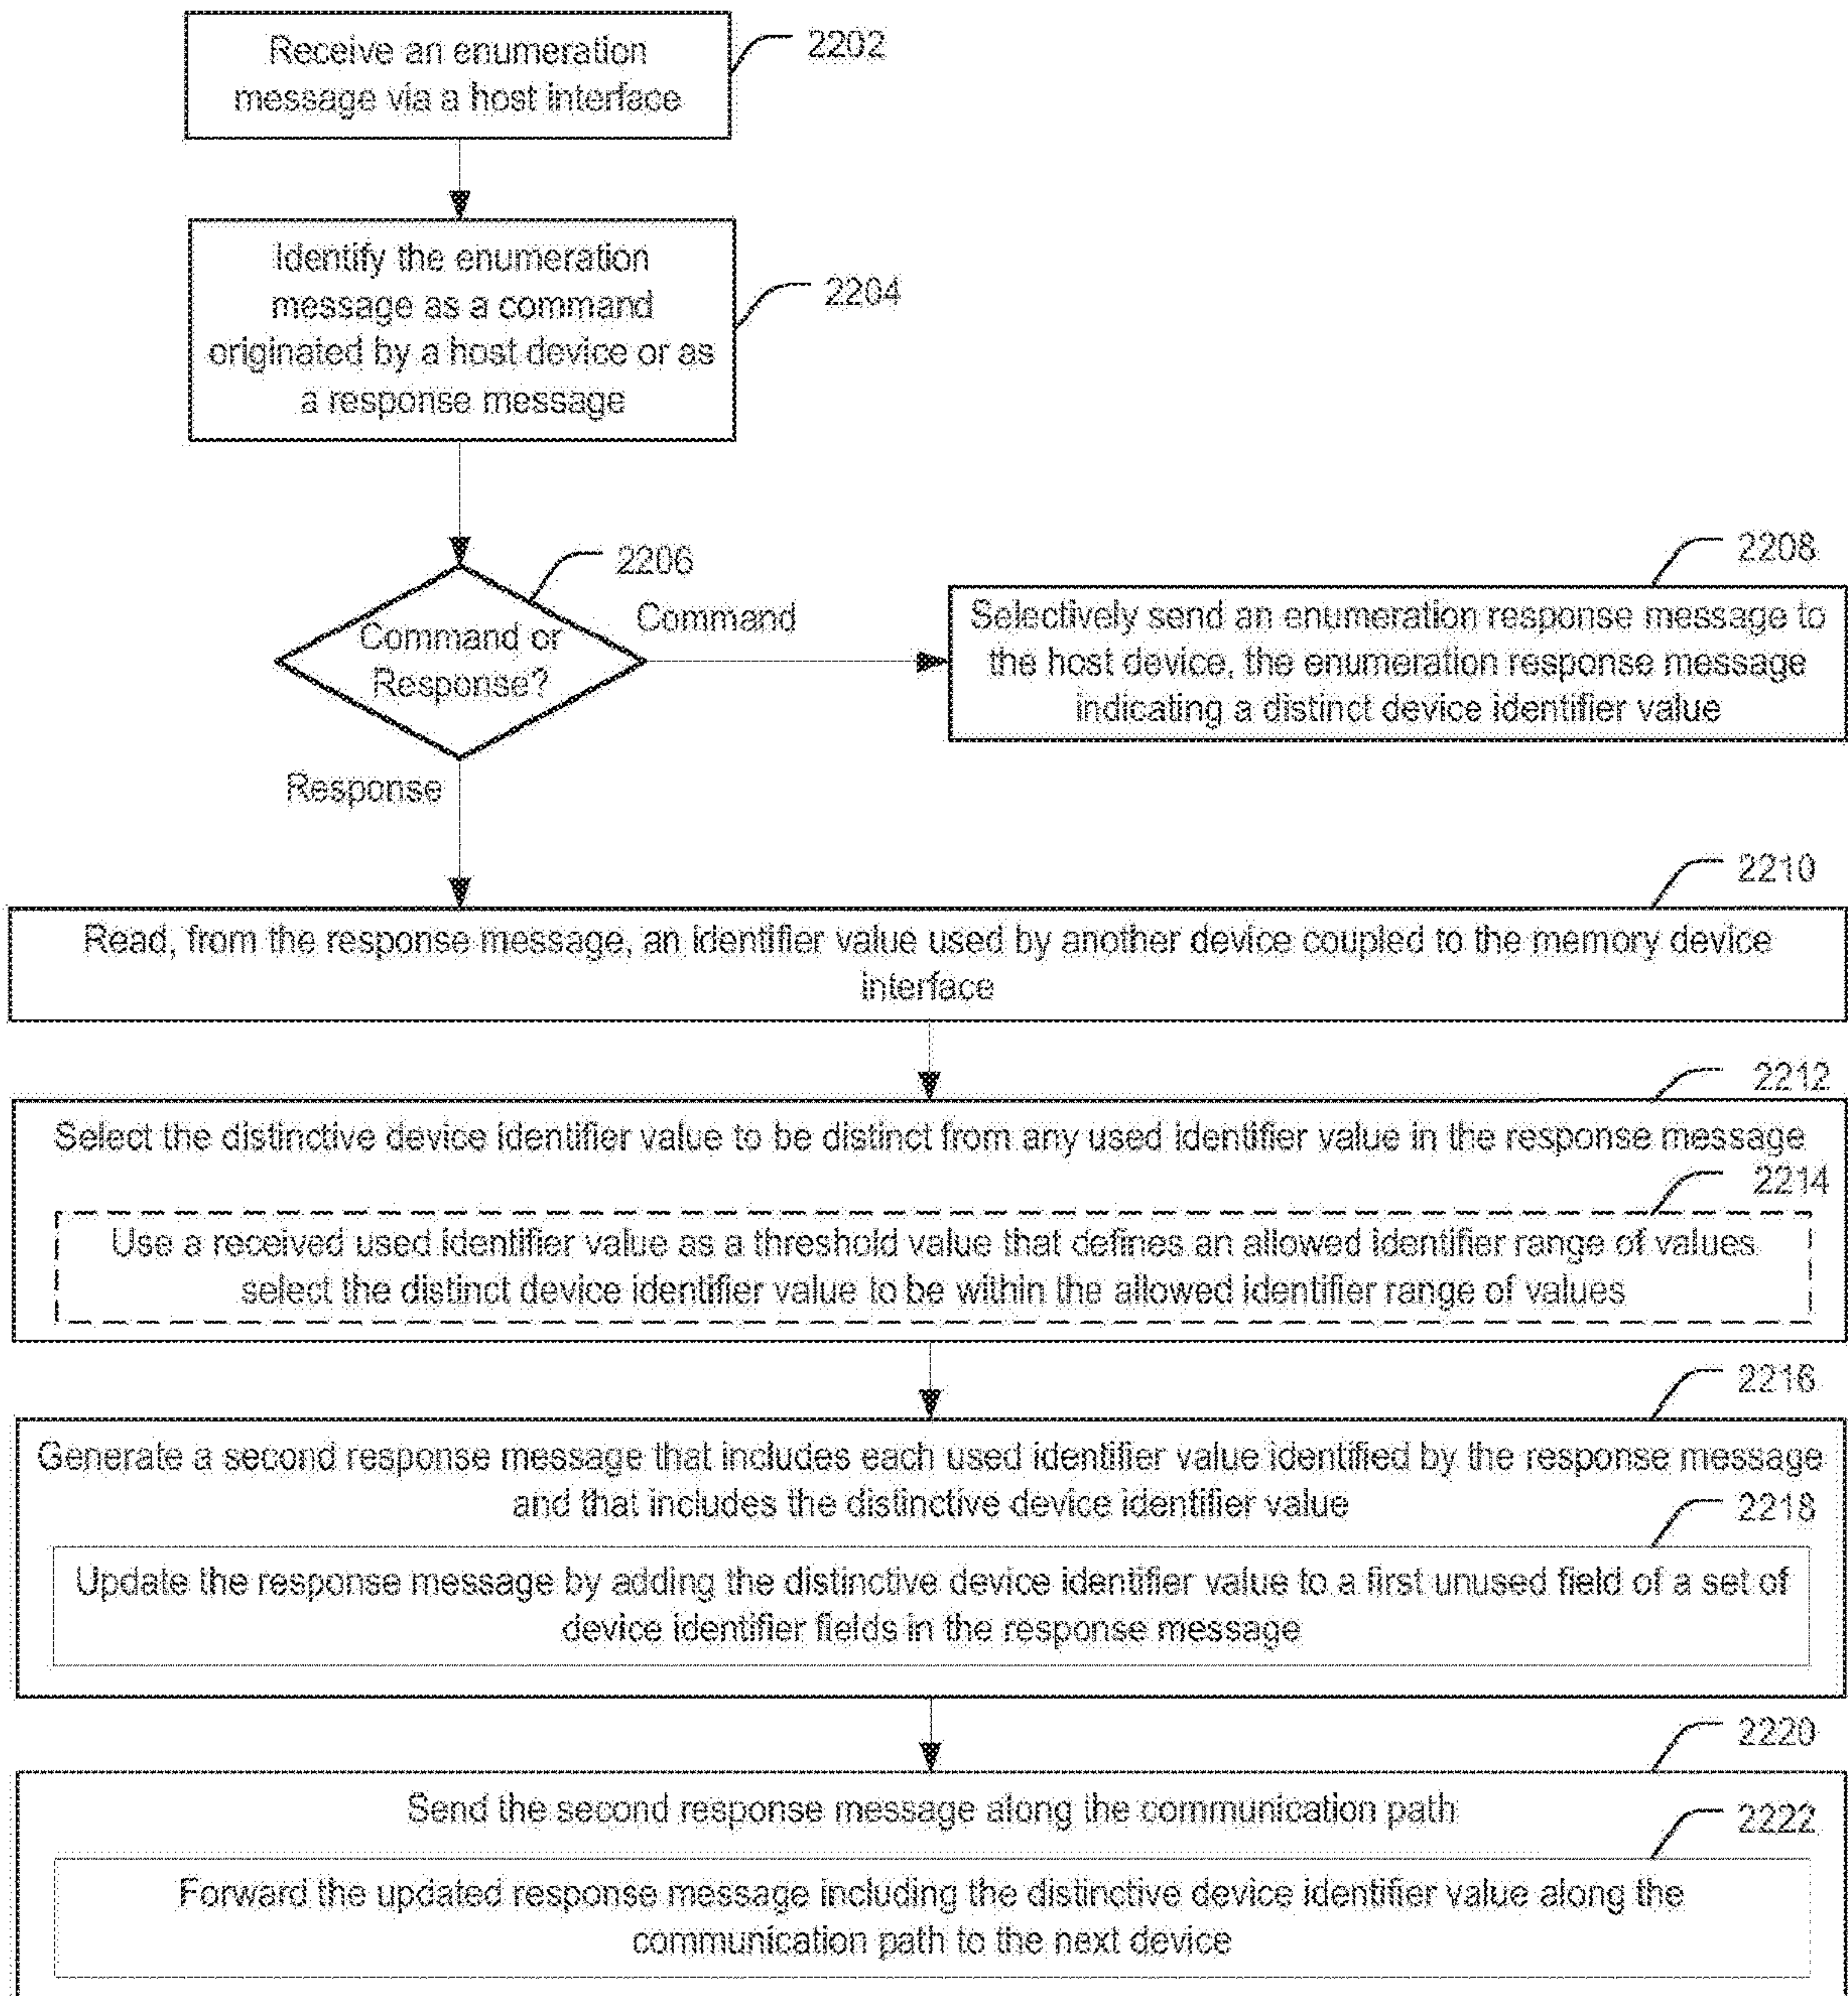 Receive an enumeration
message via a host interface
2202
Identify the enumeration
message as a command
originated by a host device or as
a response message
2204
2206
Command or
Response?
Command
Response
2208
Selectively send an enumeration response message to
the host device, the enumeration response message
indicating a distinct device identifier value
2210
Read, from the response message, an identifier value used by another device coupled to the memory device
interface
2212
Select the distinctive device identifier value to be distinct from any used identifier value in the response message
2214
Use a received used identifier value as a threshold value that defines an allowed identifier range of values
select the distinct device identifier value to be within the allowed identifier range of values
2216
Generate a second response message that includes each used identifier value identified by the response message
and that includes the distinctive device identifier value
2218
Update the response message by adding the distinctive device identifier value to a first unused field of a set of
device identifier fields in the response message
2220
Send the second response message along the communication path
2222
Forward the updated response message including the distinctive device identifier value along the
communication path to the next device